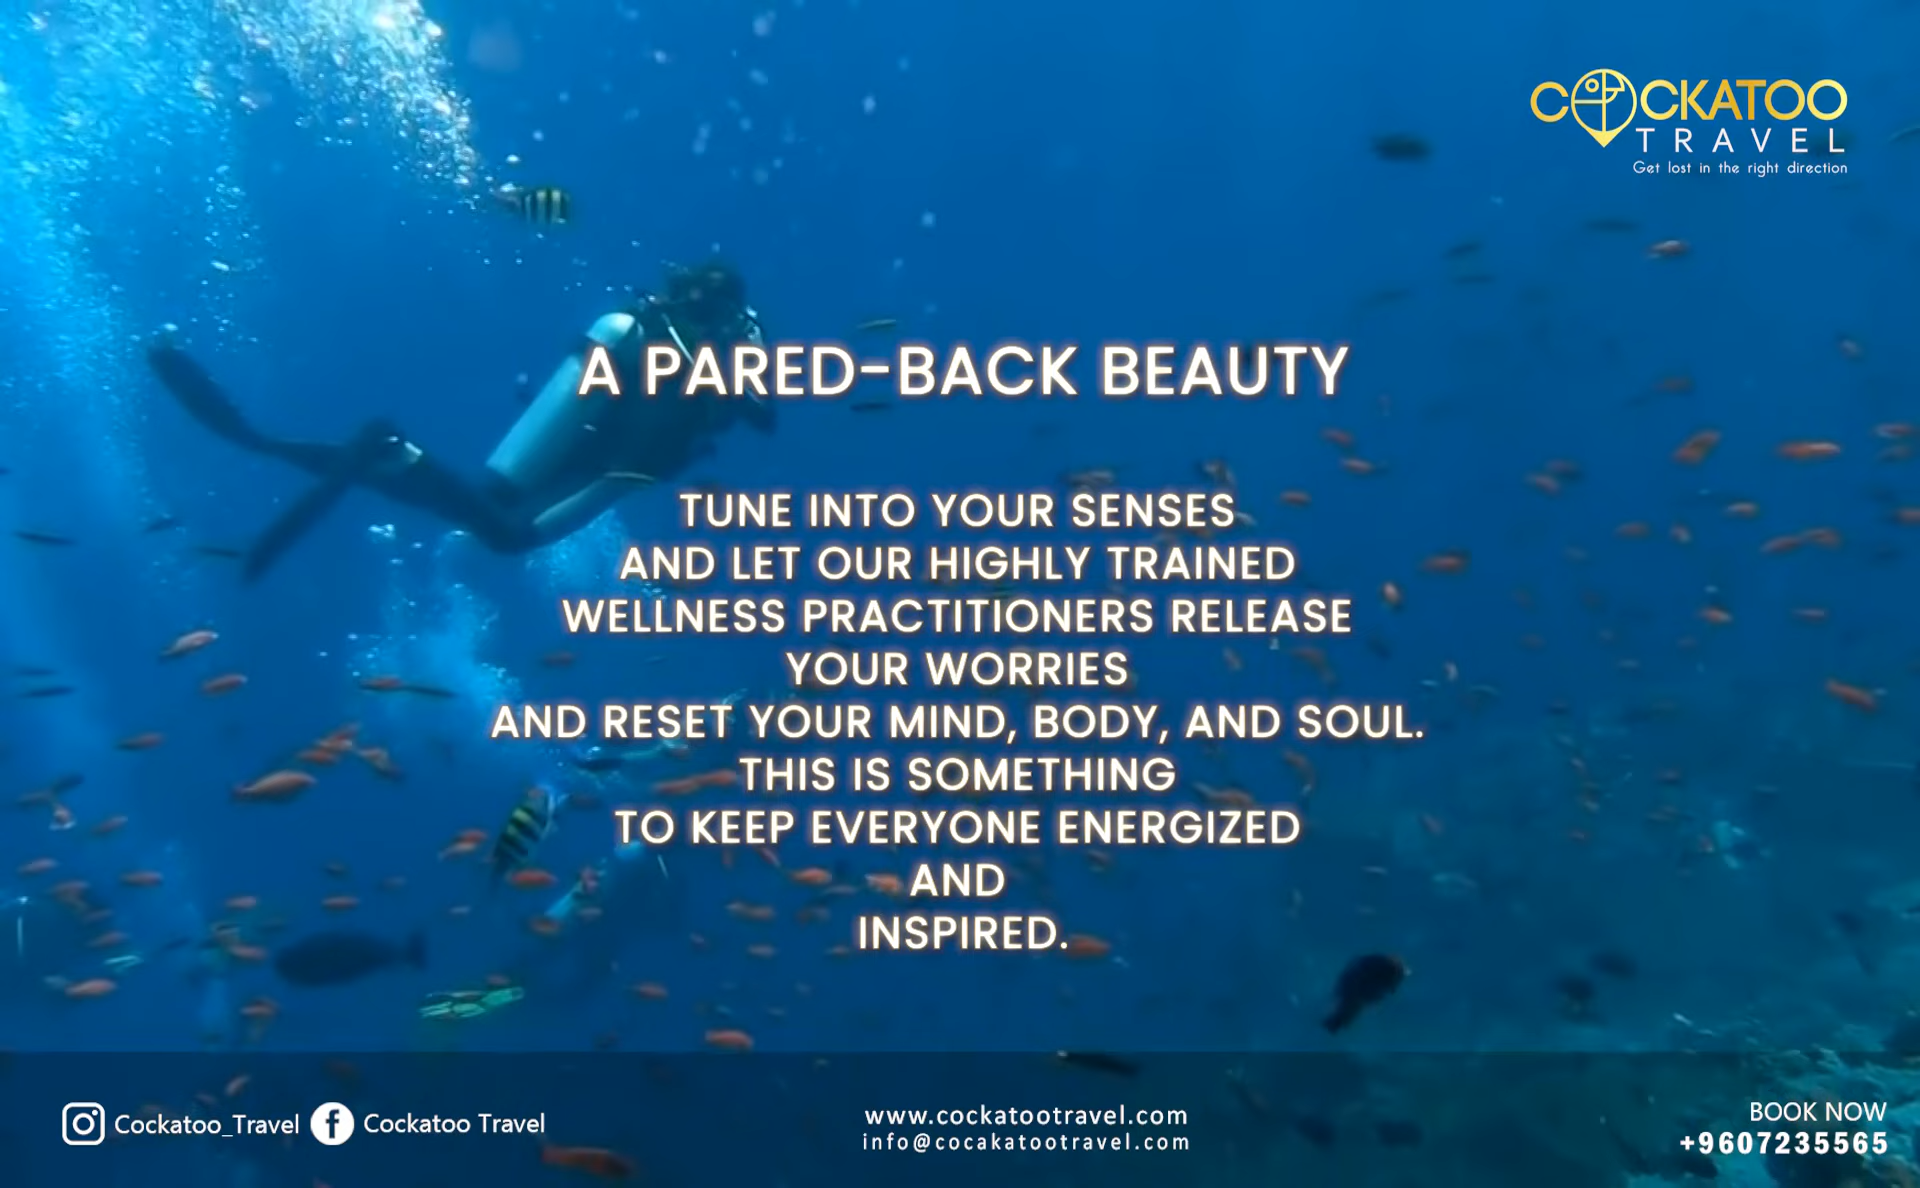 COCKATOO
TRAVEL
Get lost in the right direction
A PARED-BACK BEAUTY
TUNE INTO YOUR SENSES
AND LET OUR HIGHLY TRAINED
WELLNESS PRACTITIONERS RELEASE
YOUR WORRIES
AND RESET YOUR MIND, BODY, AND SOUL.
THIS IS SOMETHING
TO KEEP EVERYONE ENERGIZED
AND
INSPIRED.
Cockatoo_Travel Cockatoo Travel
www.cockatootravel.com
info@cocakatootravel.com
BOOK NOW
+9607235565